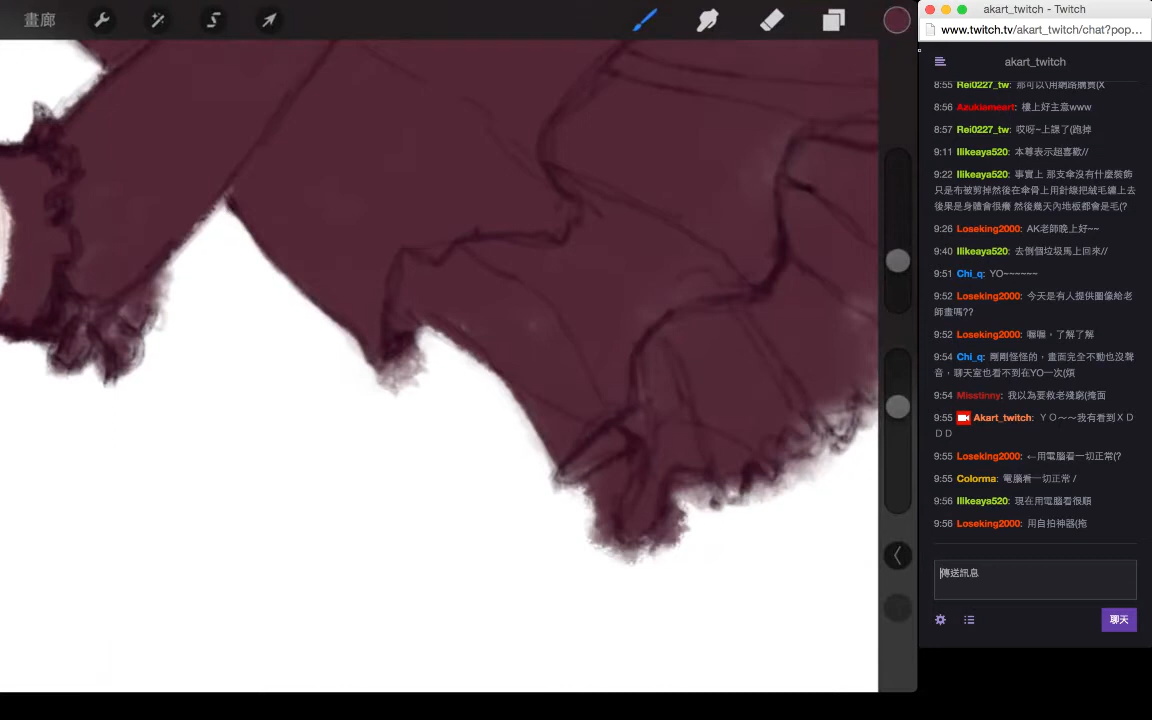 畫廊
akart_twitch - Twitch
www.twitch.tv/akart_twitch/chat?pop...
akart_twitch
8:55 Rei0227_tw: 那可以用網路購買(X
8:56 Azukiameart: 樓上好主意www
8:57 Rei0227_tw: 哎呀~上課了(跑掉
9:11 Ilikeaya520: 本尊表示超喜歡//
9:22 Ilikeaya520: 事實上 那支傘沒有什麼裝飾
只是布被剪掉然後在傘骨上用針線把絨毛縫上去
後果是身體會很癢 然後幾天內地板都會是毛(?
9:26 Loseking2000: AK老師晚上好~~
9:40 Ilikeaya520: 去倒個垃圾馬上回來//
9:51 Chi_q: YO~~~~~~
9:52 Loseking2000: 今天是有人提供圖像給老
師畫嗎??
9:52 Loseking2000: 喔喔，了解了解
9:54 Chi_q: 剛剛怪怪的，畫面完全不動也沒聲
音，聊天室也看不到在YO一次(煩
9:54 Misstinny: 我以為要救老殘窮(掩面
9:55 Akart_twitch: ＹＯ～～我有看到ＸＤ
ＤＤ
9:55 Loseking2000: ←用電腦看一切正常(?
9:55 Colorma: 電腦看一切正常 /
9:56 Ilikeaya520: 現在用電腦看很順
9:56 Loseking2000: 用自拍神器(拖
傳送訊息
聊天